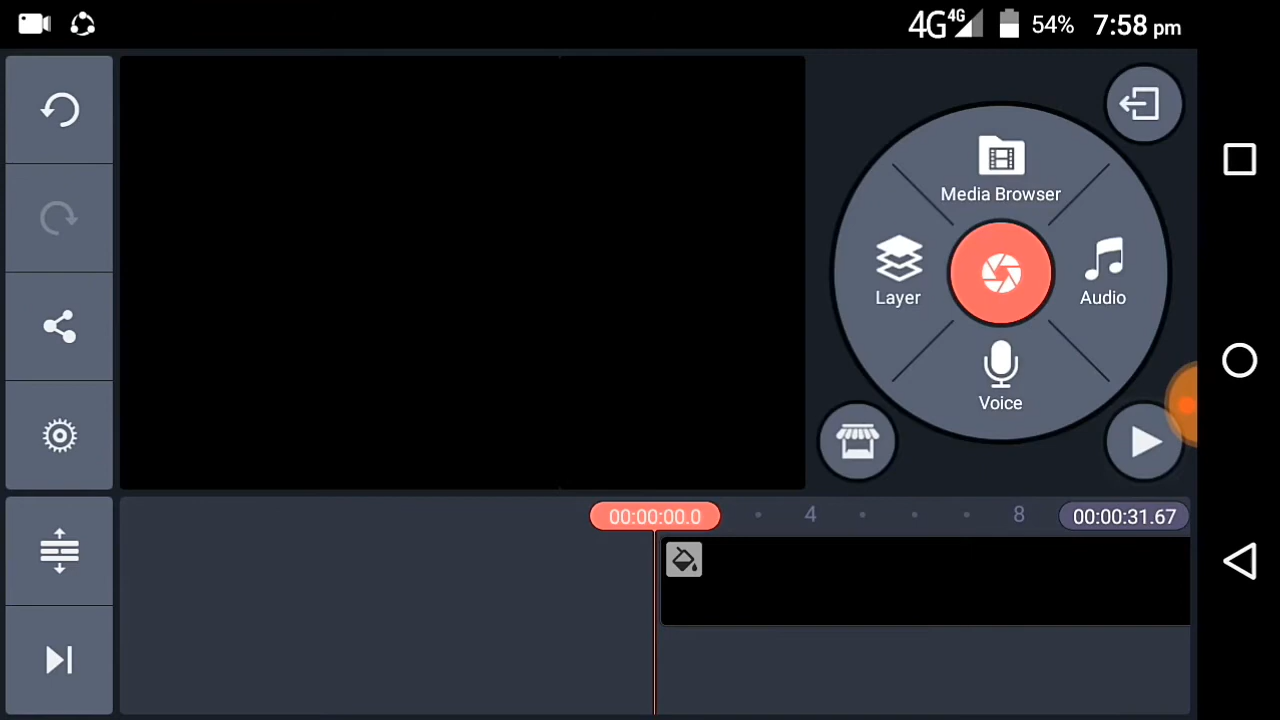 4G 4G 54% 7:58 pm
Media Browser
Layer
Audio
Voice
00:00:00.0
4
8
00:00:31.67